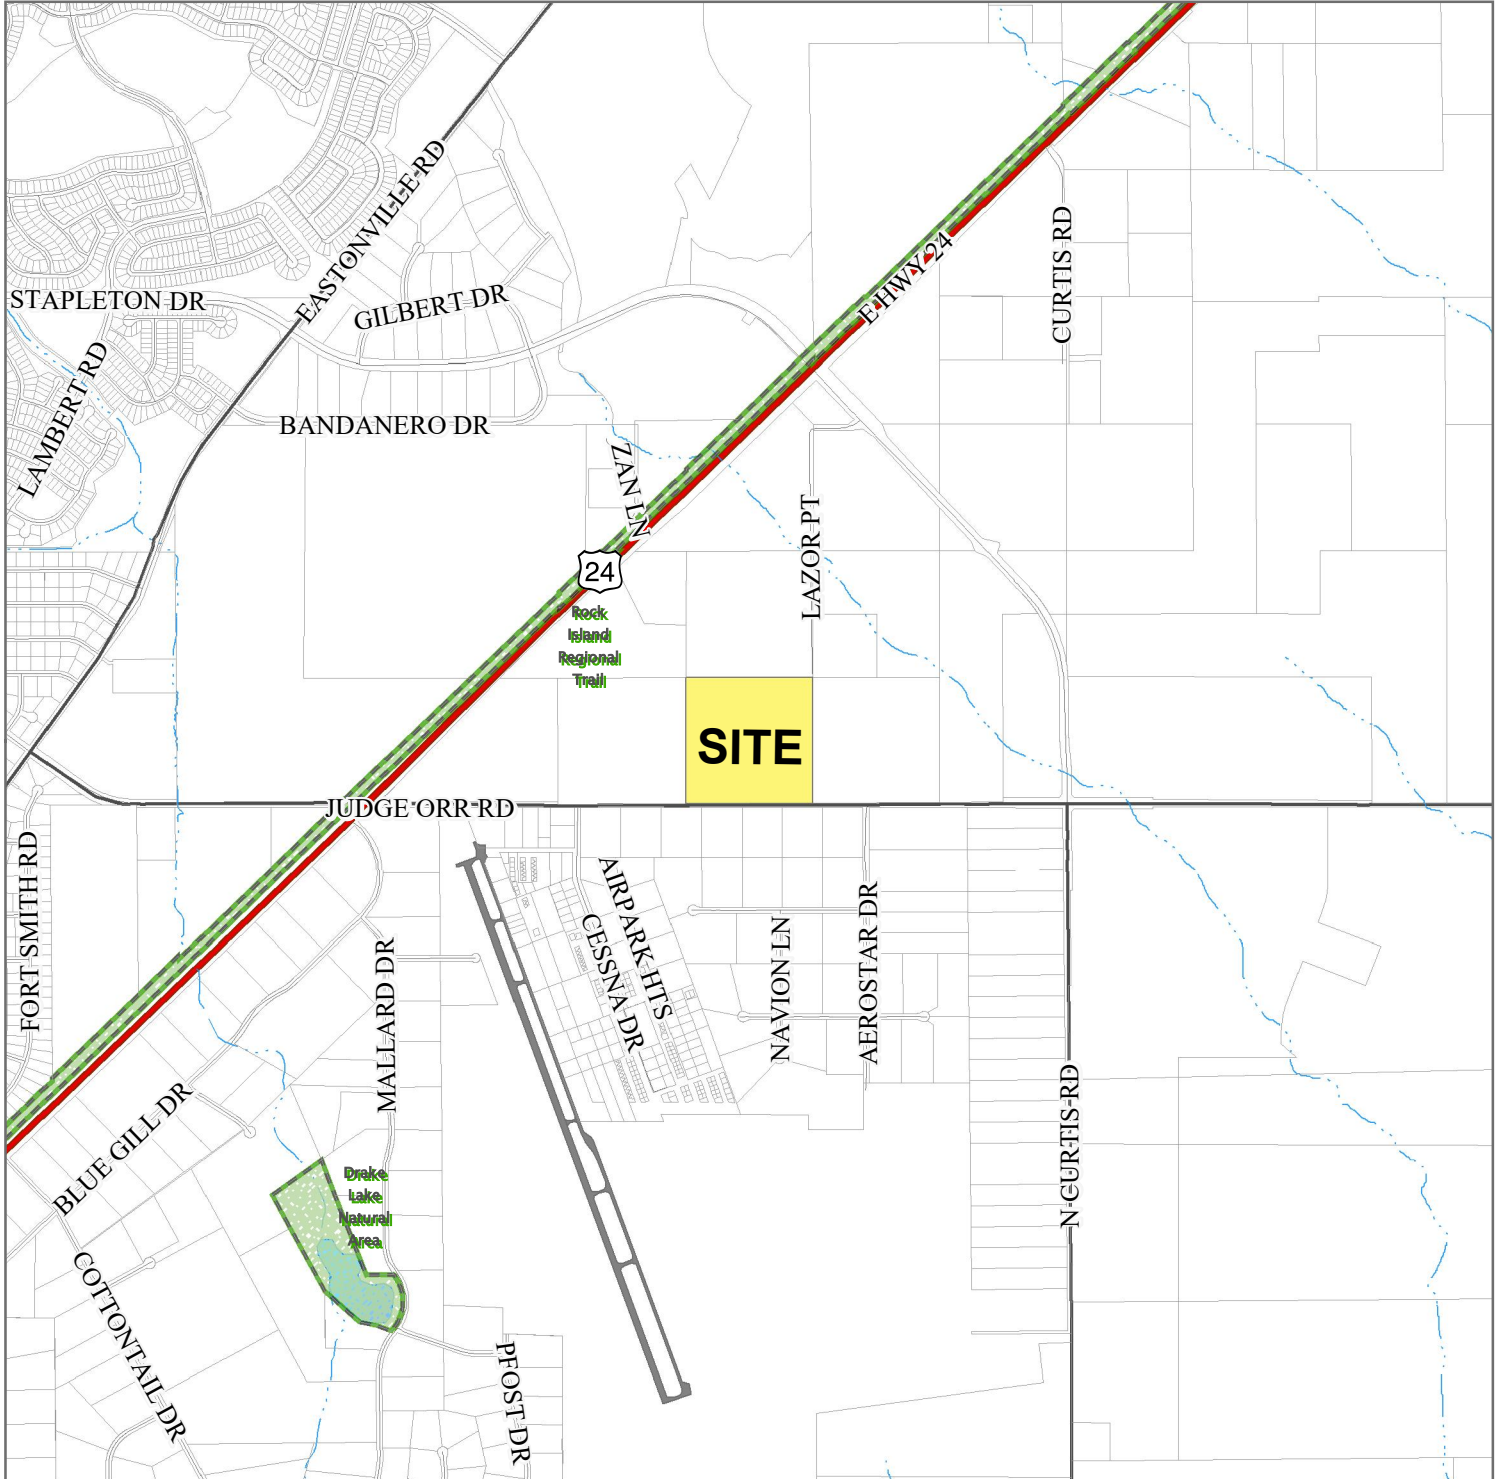 EASTONVILLE RD
STAPLETON DR
GILBERT DR
E HWY 24
CURTIS RD
LAMBERT RD
BANDANERO DR
ZAN LN
LAZOR PT
24
Rock
Island
Regional
Trail
SITE
JUDGE ORR RD
FORT SMITH RD
MALLARD DR
AIRPARK HTS
CESSNA DR
NAVION LN
AEROSTAR DR
N CURTIS RD
BLUE GILL DR
Drake
Lake
Natural
Area
COTTONTAIL DR
PFOST DR